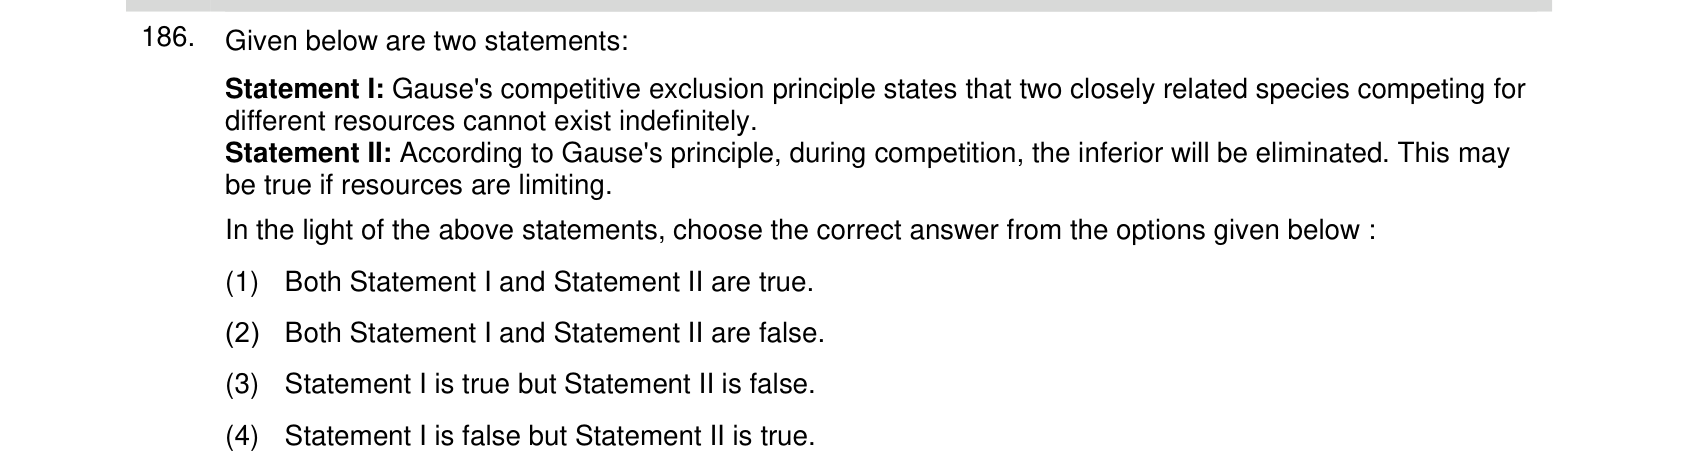 186. Given below are two statements:
Statement I: Gause's competitive exclusion principle states that two closely related species competing for
different resources cannot exist indefinitely.
Statement II: According to Gause's principle, during competition, the inferior will be eliminated. This may
be true if resources are limiting.
In the light of the above statements, choose the correct answer from the options given below :
(1) Both Statement I and Statement II are true.
(2) Both Statement I and Statement II are false.
(3) Statement I is true but Statement II is false.
(4) Statement I is false but Statement II is true.